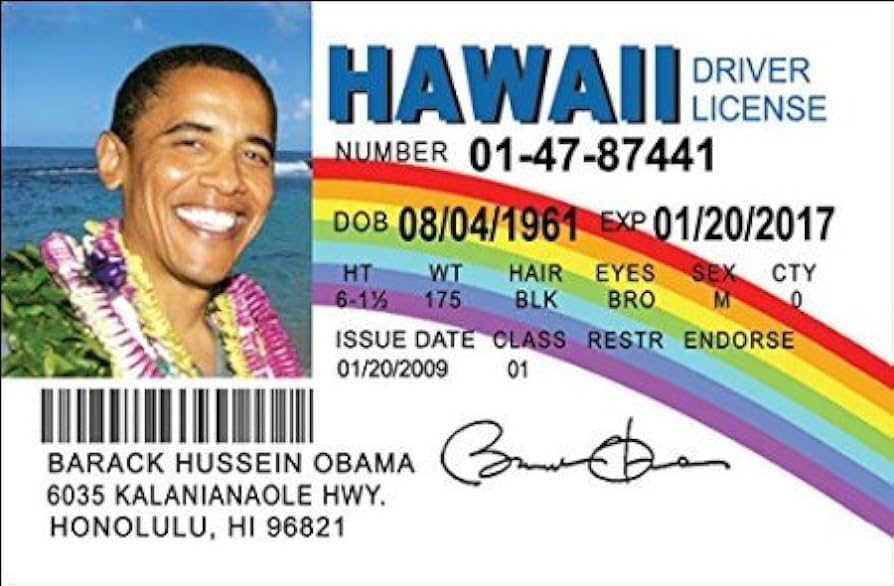 HAWAII DRIVER LICENSE
NUMBER 01-47-87441
DOB 08/04/1961 EXP 01/20/2017
HT WT HAIR EYES SEX CTY
6-1½ 175 BLK BRO M 0
ISSUE DATE CLASS RESTR ENDORSE
01/20/2009 01
BARACK HUSSEIN OBAMA
6035 KALANIANAOLE HWY.
HONOLULU, HI 96821